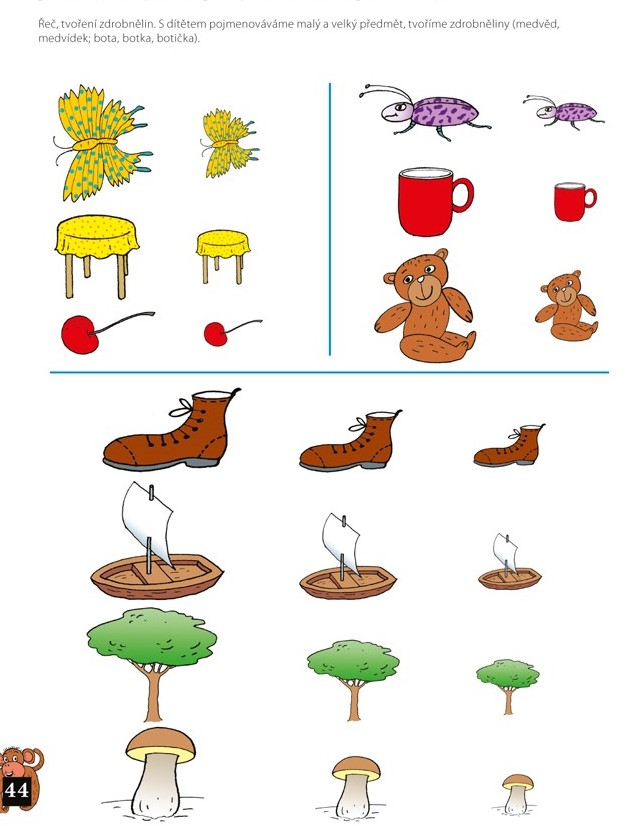 Řeč, tvoření zdrobnělin. S dítětem pojmenováváme malý a velký předmět, tvoříme zdrobněliny (medvěd,
medvídek; bota, botka, botička).
44